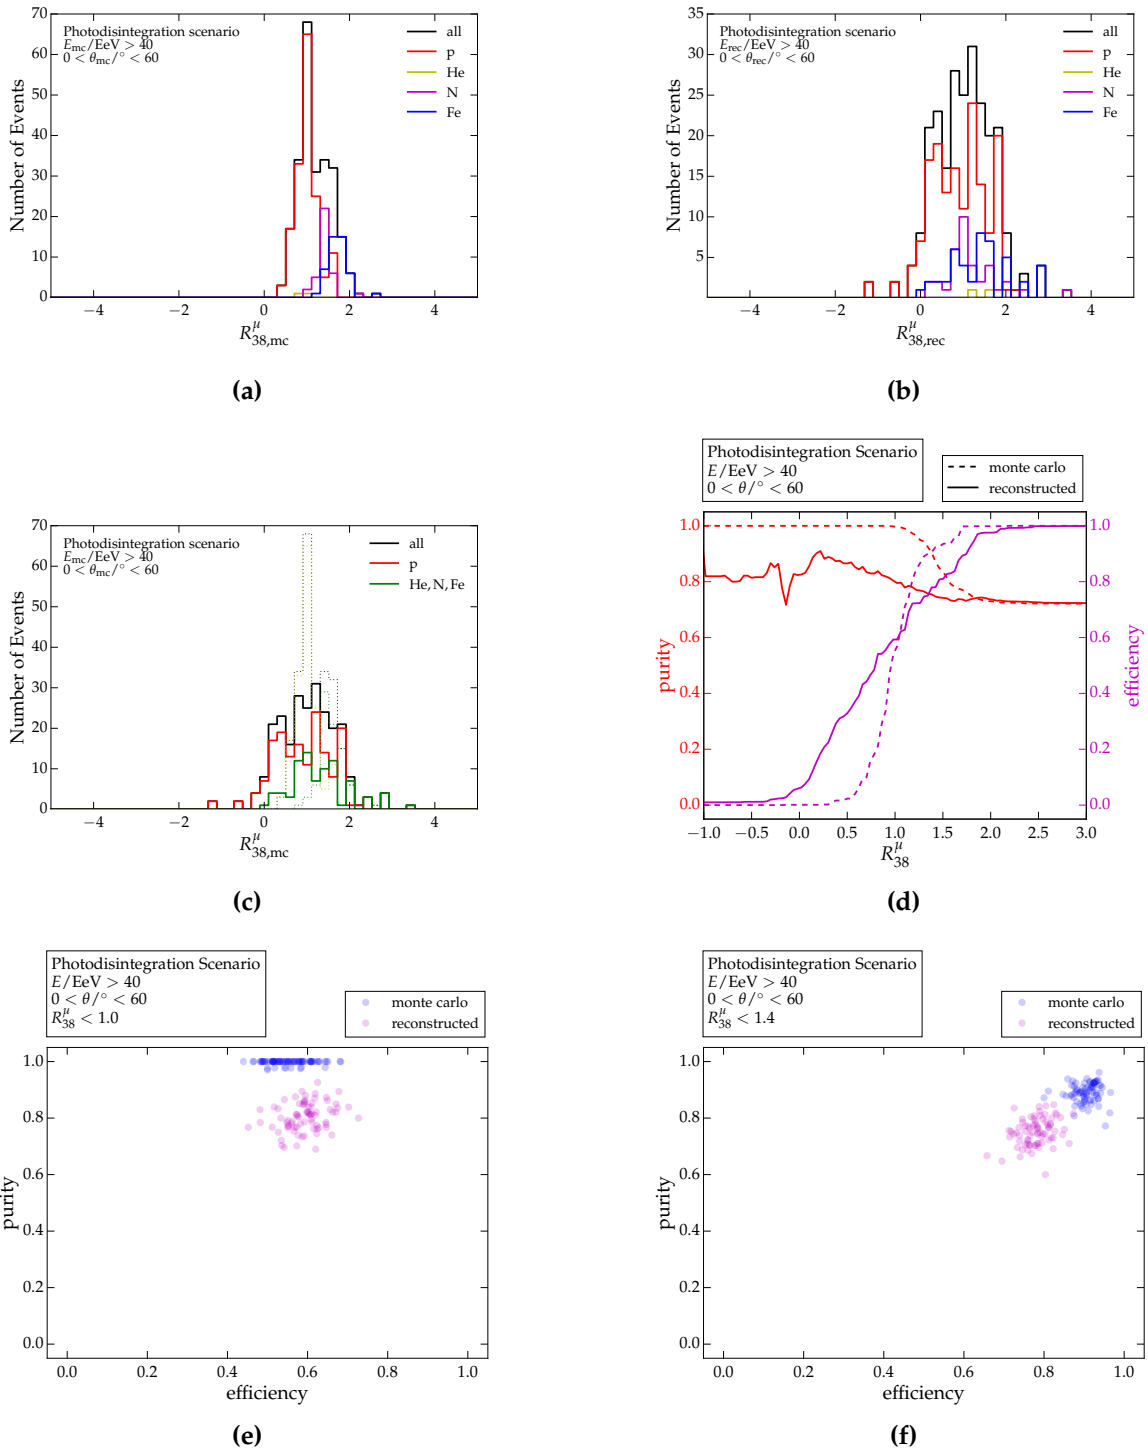 Photodisintegration scenario
E_mc/EeV > 40
0 < θ_mc/° < 60
all
p
He
N
Fe
Number of Events
70
60
50
40
30
20
10
0
−4 −2 0 2 4
R^μ_38,mc
(a)
Photodisintegration scenario
E_rec/EeV > 40
0 < θ_rec/° < 60
all
p
He
N
Fe
Number of Events
35
30
25
20
15
10
5
−4 −2 0 2 4
R^μ_38,rec
(b)
Photodisintegration scenario
E_mc/EeV > 40
0 < θ_mc/° < 60
all
p
He, N, Fe
Number of Events
70
60
50
40
30
20
10
0
−4 −2 0 2 4
R^μ_38,mc
(c)
Photodisintegration Scenario
E/EeV > 40
0 < θ/° < 60
monte carlo
reconstructed
purity
1.0
0.8
0.6
0.4
0.2
0.0
efficiency
1.0
0.8
0.6
0.4
0.2
0.0
−1.0 −0.5 0.0 0.5 1.0 1.5 2.0 2.5 3.0
R^μ_38
(d)
Photodisintegration Scenario
E/EeV > 40
0 < θ/° < 60
R^μ_38 < 1.0
monte carlo
reconstructed
purity
1.0
0.8
0.6
0.4
0.2
0.0
0.0 0.2 0.4 0.6 0.8 1.0
efficiency
(e)
Photodisintegration Scenario
E/EeV > 40
0 < θ/° < 60
R^μ_38 < 1.4
monte carlo
reconstructed
purity
1.0
0.8
0.6
0.4
0.2
0.0
0.0 0.2 0.4 0.6 0.8 1.0
efficiency
(f)